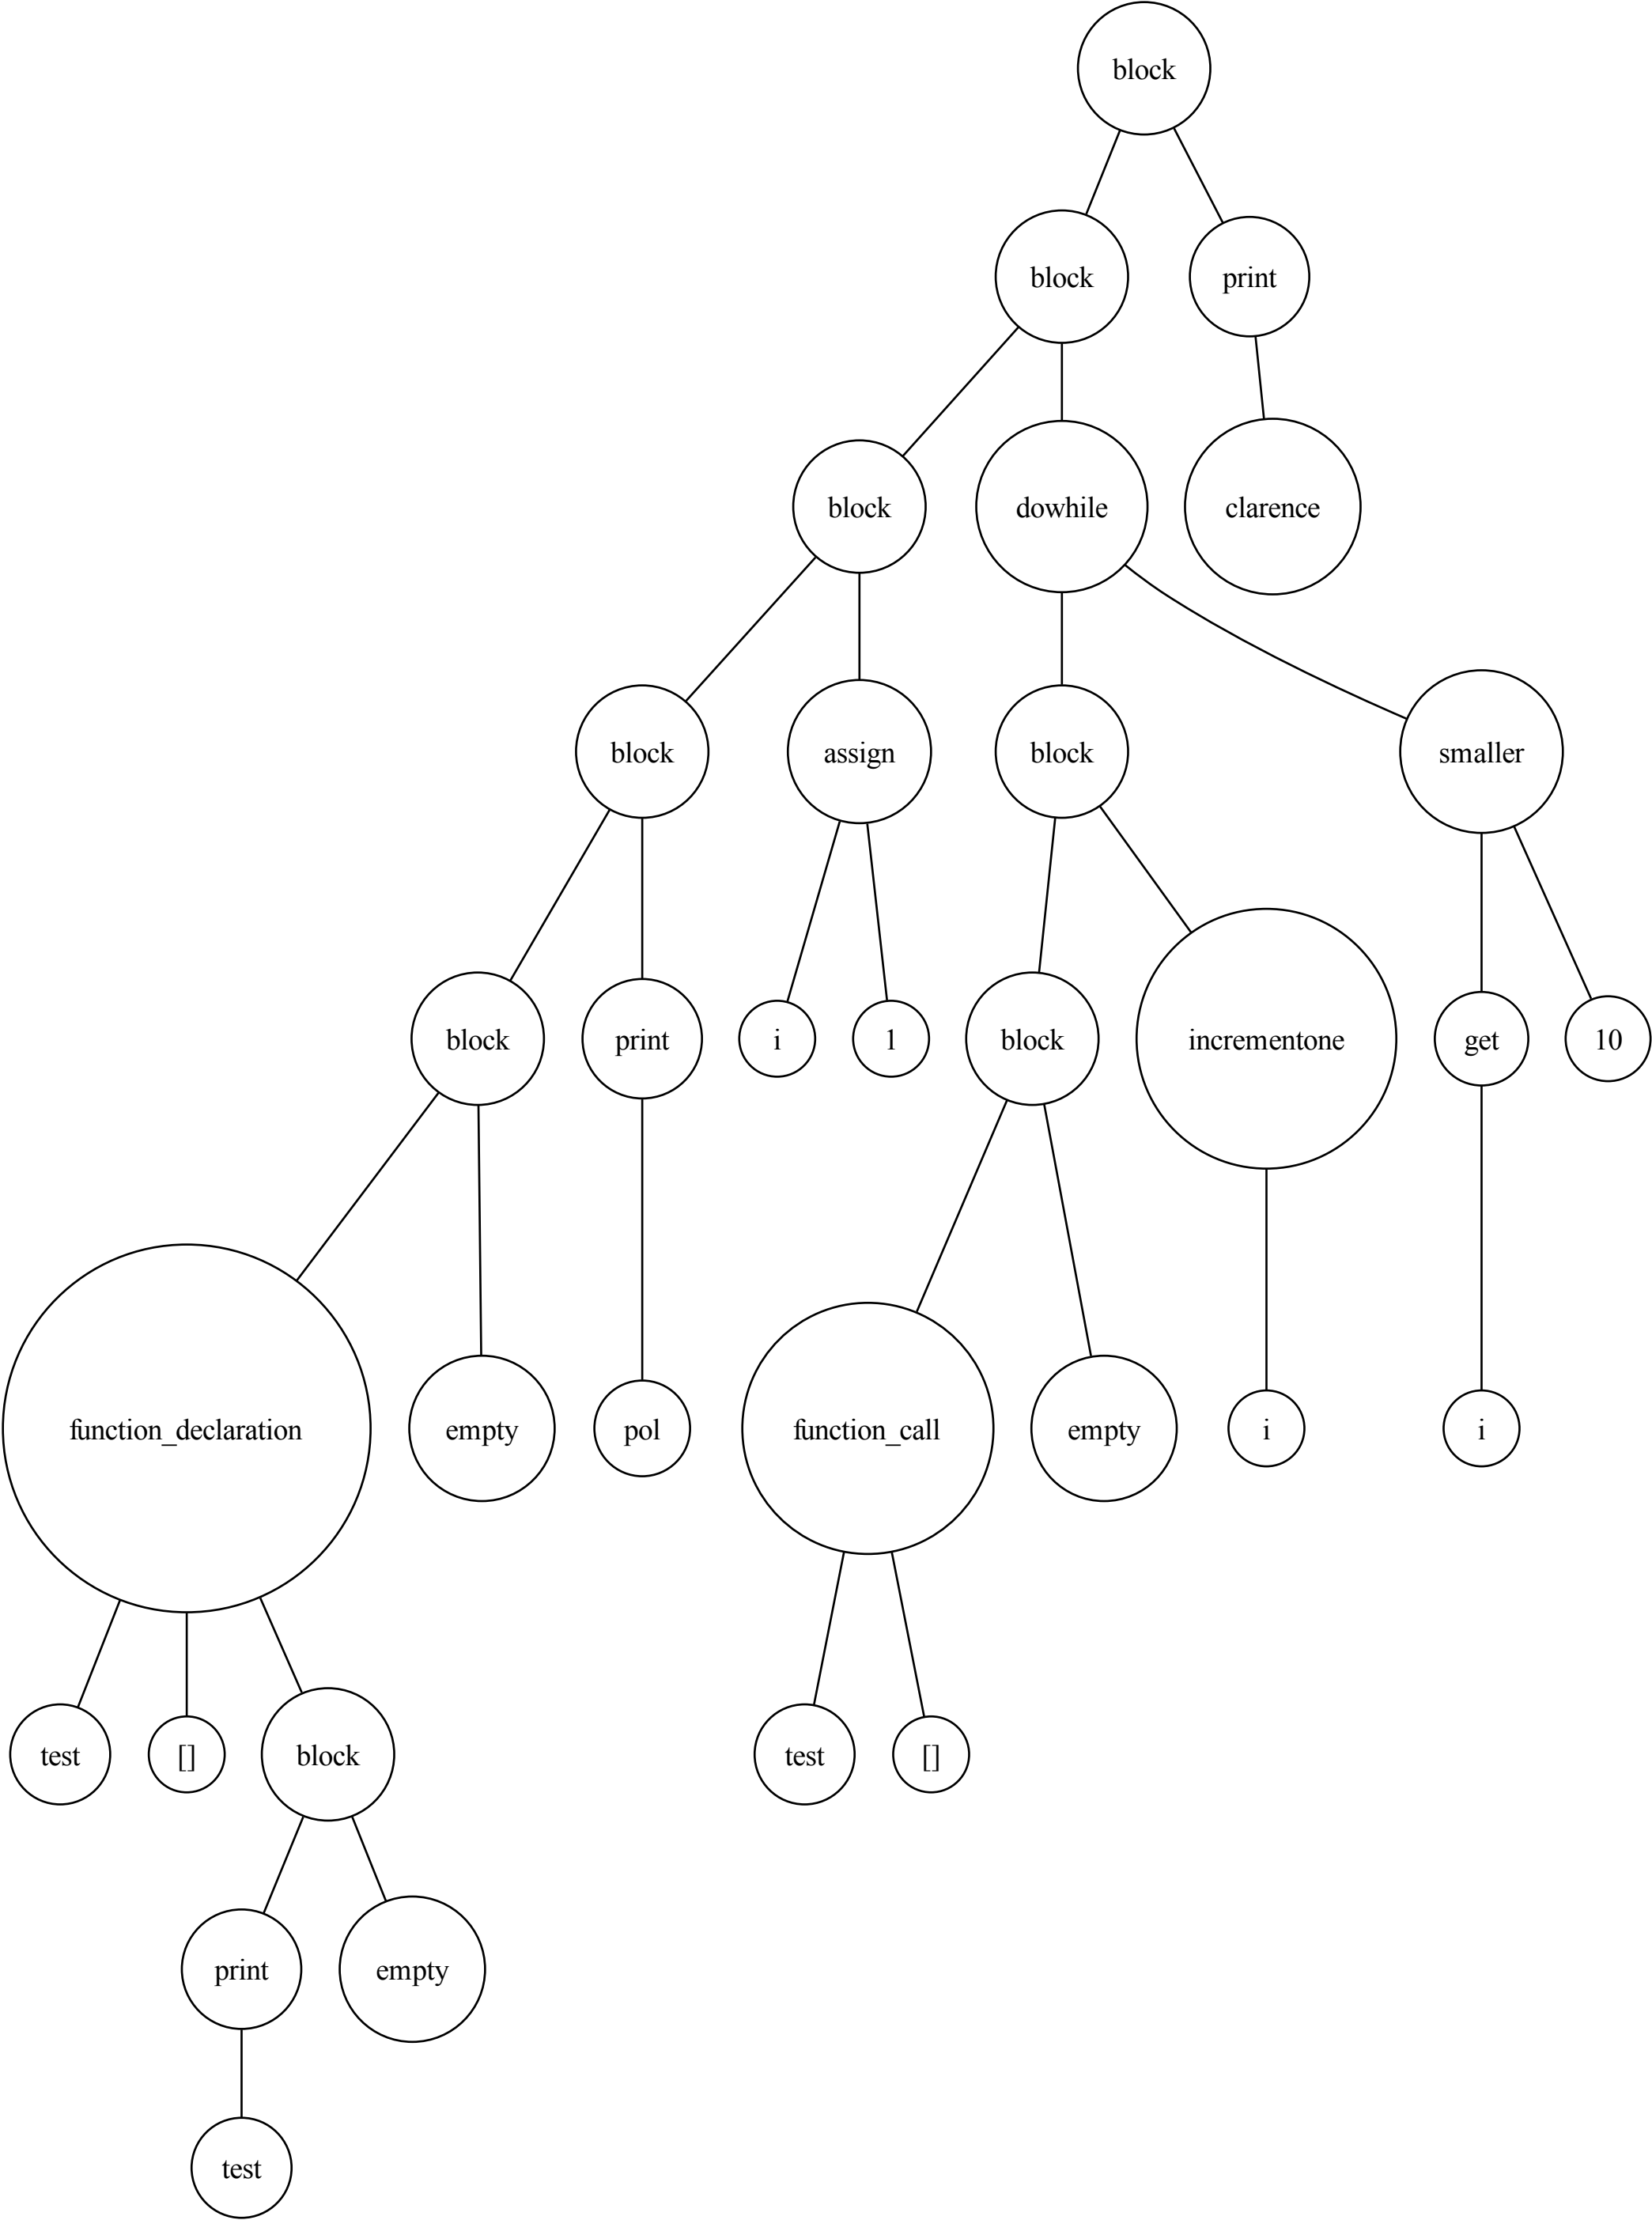 block
block
print
block
dowhile
clarence
block
assign
block
smaller
block
print
i
1
block
incrementone
get
10
function_declaration
empty
pol
function_call
empty
i
i
test
[]
block
test
[]
print
empty
test